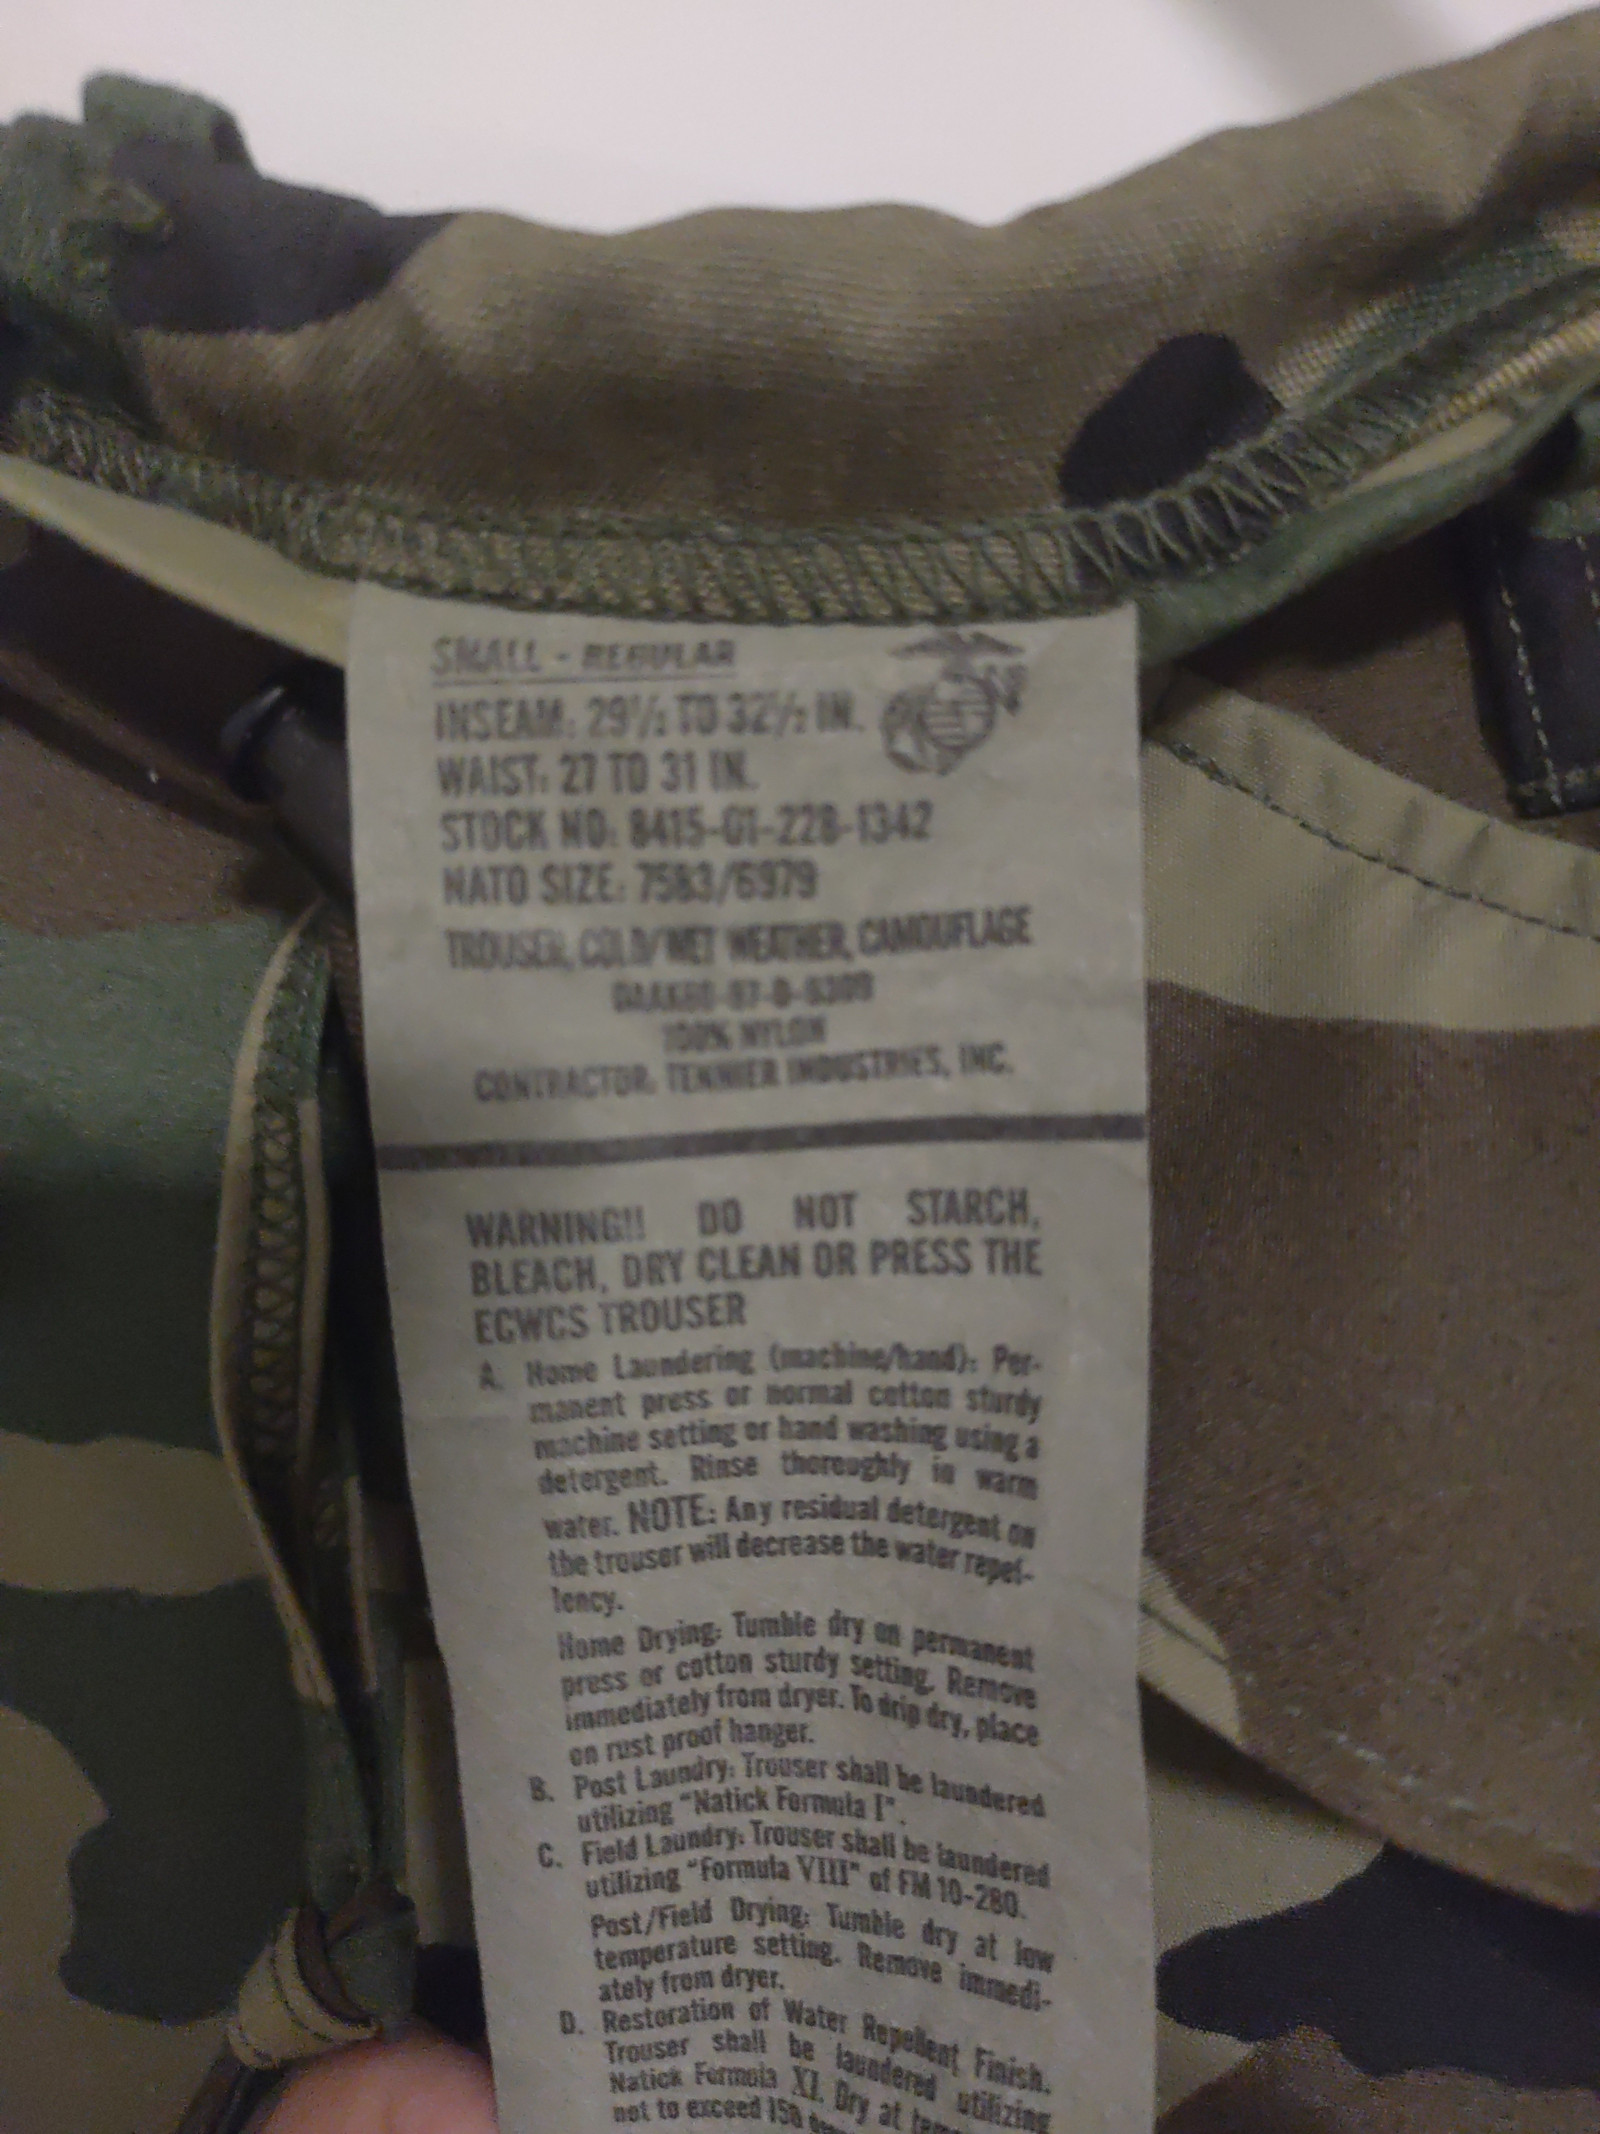 SMALL - REGULAR
INSEAM: 29½ TO 32½ IN.
WAIST: 27 TO 31 IN.
STOCK NO: 8415-01-228-1342
NATO SIZE: 7583/6979
TROUSER, COLD/WET WEATHER, CAMOUFLAGE
100% NYLON
CONTRACTOR: TENNIER INDUSTRIES, INC.
WARNING!! DO NOT STARCH,
BLEACH, DRY CLEAN OR PRESS THE
ECWCS TROUSER
A. Home Laundering (machine/hand): Per-
manent press or normal cotton sturdy
machine setting or hand washing using a
detergent. Rinse thoroughly in warm
water. NOTE: Any residual detergent on
the trouser will decrease the water repel-
lency.
Home Drying: Tumble dry on permanent
press or cotton sturdy setting. Remove
immediately from dryer. To drip dry, place
on rust proof hanger.
B. Post Laundry: Trouser shall be laundered
utilizing "Natick Formula I".
C. Field Laundry: Trouser shall be laundered
utilizing "Formula VIII" of FM 10-280.
Post/Field Drying: Tumble dry at low
temperature setting. Remove immedi-
ately from dryer.
D. Restoration of Water Repellent Finish.
Trouser shall be laundered utilizing
Natick Formula XI. Dry at
not to exceed 150